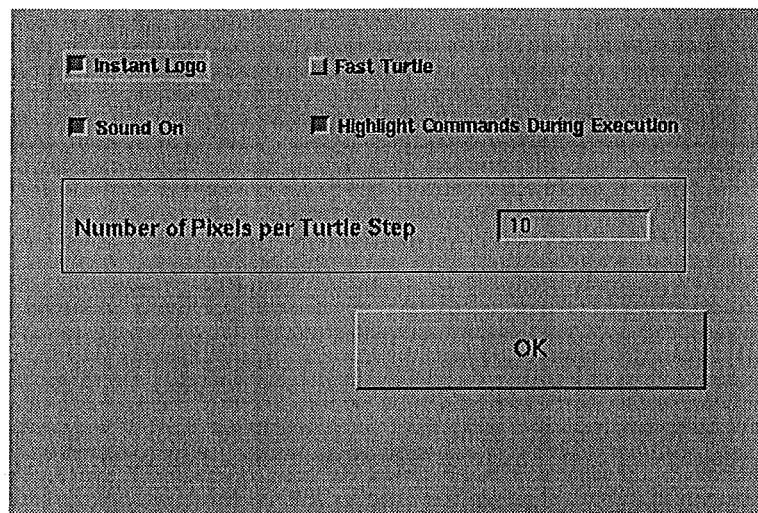 Instant Logo
Fast Turtle
Sound On
Highlight Commands During Execution
Number of Pixels per Turtle Step
10
OK